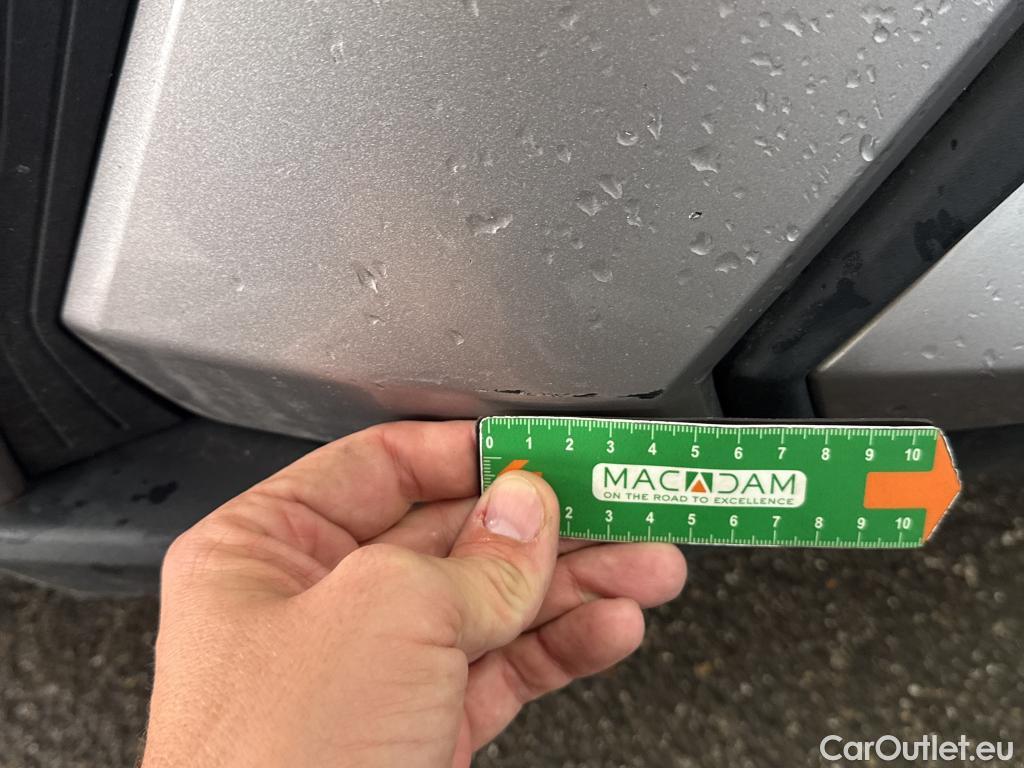 0 1 2 3 4 5 6 7 8 9 10
MACADAM
ON THE ROAD TO EXCELLENCE
2 3 4 5 6 7 8 9 10
CarOutlet.eu